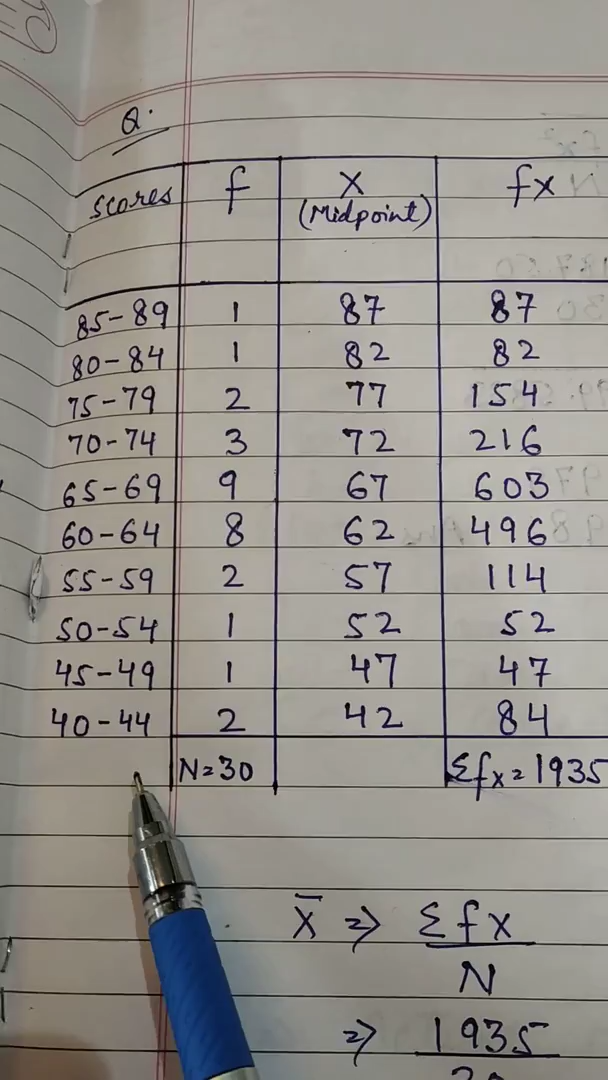 Q.
Scores f X fx
(Midpoint)
85-89 1 87 87
80-84 1 82 82
75-79 2 77 154
70-74 3 72 216
65-69 9 67 603
60-64 8 62 496
55-59 2 57 114
50-54 1 52 52
45-49 1 47 47
40-44 2 42 84
N=30 Σfx=1935
X̄ ⇒ Σfx
N
⇒ 1935
30